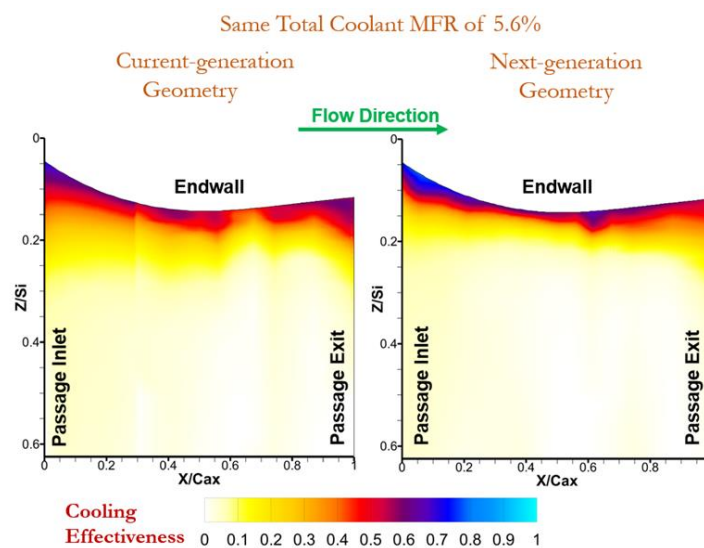 Same Total Coolant MFR of 5.6%
Current-generation
Geometry
Next-generation
Geometry
Flow Direction
0
0.2
0.4
0.6
Z/Si
Endwall
Passage Inlet
Passage Exit
0 0.2 0.4 0.6 0.8 1
X/Cax
0
0.2
0.4
0.6
Z/Si
Endwall
Passage Inlet
Passage Exit
0 0.2 0.4 0.6 0.8
X/Cax
Cooling
Effectiveness
0 0.1 0.2 0.3 0.4 0.5 0.6 0.7 0.8 0.9 1